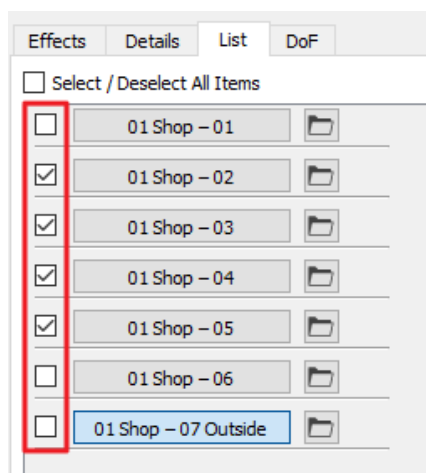 Effects Details List DoF
Select / Deselect All Items
01 Shop – 01
01 Shop – 02
01 Shop – 03
01 Shop – 04
01 Shop – 05
01 Shop – 06
01 Shop – 07 Outside